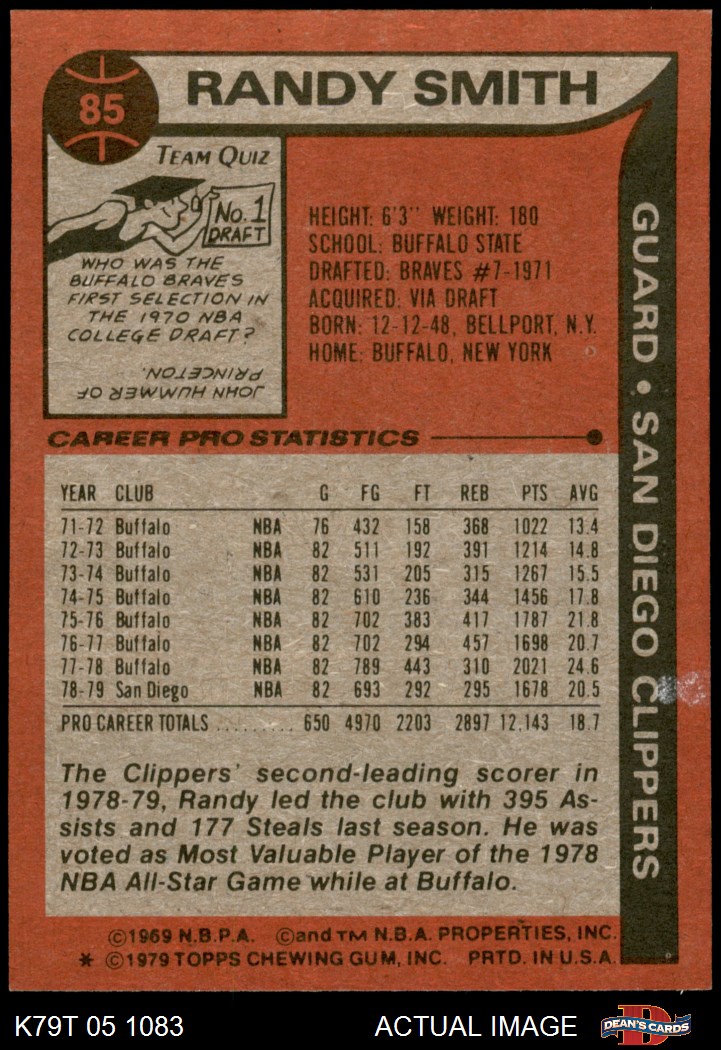 85
RANDY SMITH
TEAM QUIZ
NO. 1
DRAFT
WHO WAS THE
BUFFALO BRAVES
FIRST SELECTION IN
THE 1970 NBA
COLLEGE DRAFT?
JOHN HUMMER OF
PRINCETON.
HEIGHT: 6'3" WEIGHT: 180
SCHOOL: BUFFALO STATE
DRAFTED: BRAVES #7-1971
ACQUIRED: VIA DRAFT
BORN: 12-12-48, BELLPORT, N.Y.
HOME: BUFFALO, NEW YORK
GUARD • SAN DIEGO CLIPPERS
CAREER PRO STATISTICS
YEAR CLUB G FG FT REB PTS AVG
71-72 Buffalo NBA 76 432 158 368 1022 13.4
72-73 Buffalo NBA 82 511 192 391 1214 14.8
73-74 Buffalo NBA 82 531 205 315 1267 15.5
74-75 Buffalo NBA 82 610 236 344 1456 17.8
75-76 Buffalo NBA 82 702 383 417 1787 21.8
76-77 Buffalo NBA 82 702 294 457 1698 20.7
77-78 Buffalo NBA 82 789 443 310 2021 24.6
78-79 San Diego NBA 82 693 292 295 1678 20.5
PRO CAREER TOTALS ......... 650 4970 2203 2897 12,143 18.7
The Clippers' second-leading scorer in
1978-79, Randy led the club with 395 As-
sists and 177 Steals last season. He was
voted as Most Valuable Player of the 1978
NBA All-Star Game while at Buffalo.
©1969 N.B.P.A. ©and TM N.B.A. PROPERTIES, INC.
* ©1979 TOPPS CHEWING GUM, INC. PRTD. IN U.S.A.
K79T 05 1083 ACTUAL IMAGE
D
DEAN'S CARDS